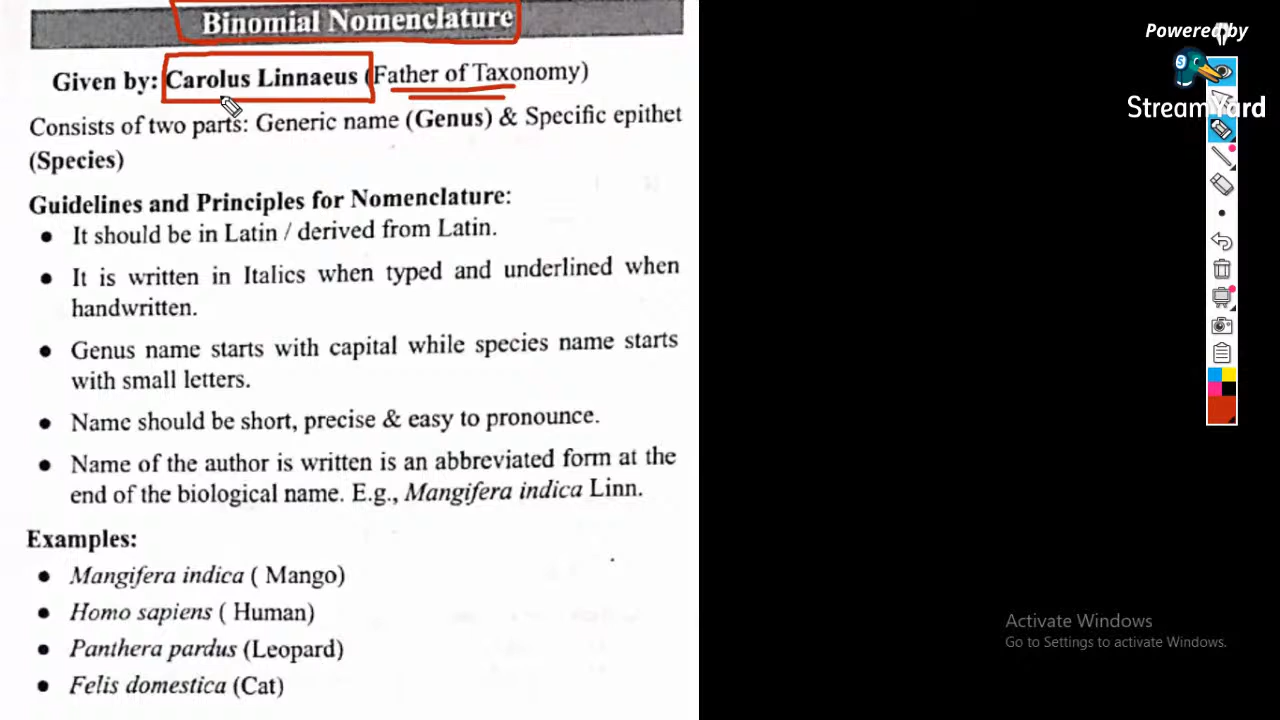 Binomial Nomenclature
Given by: Carolus Linnaeus (Father of Taxonomy)
Consists of two parts: Generic name (Genus) & Specific epithet
(Species)
Guidelines and Principles for Nomenclature:
• It should be in Latin / derived from Latin.
• It is written in Italics when typed and underlined when
handwritten.
• Genus name starts with capital while species name starts
with small letters.
• Name should be short, precise & easy to pronounce.
• Name of the author is written is an abbreviated form at the
end of the biological name. E.g., Mangifera indica Linn.
Examples:
• Mangifera indica ( Mango)
• Homo sapiens ( Human)
• Panthera pardus (Leopard)
• Felis domestica (Cat)
Powered by
StreamYard
Activate Windows
Go to Settings to activate Windows.